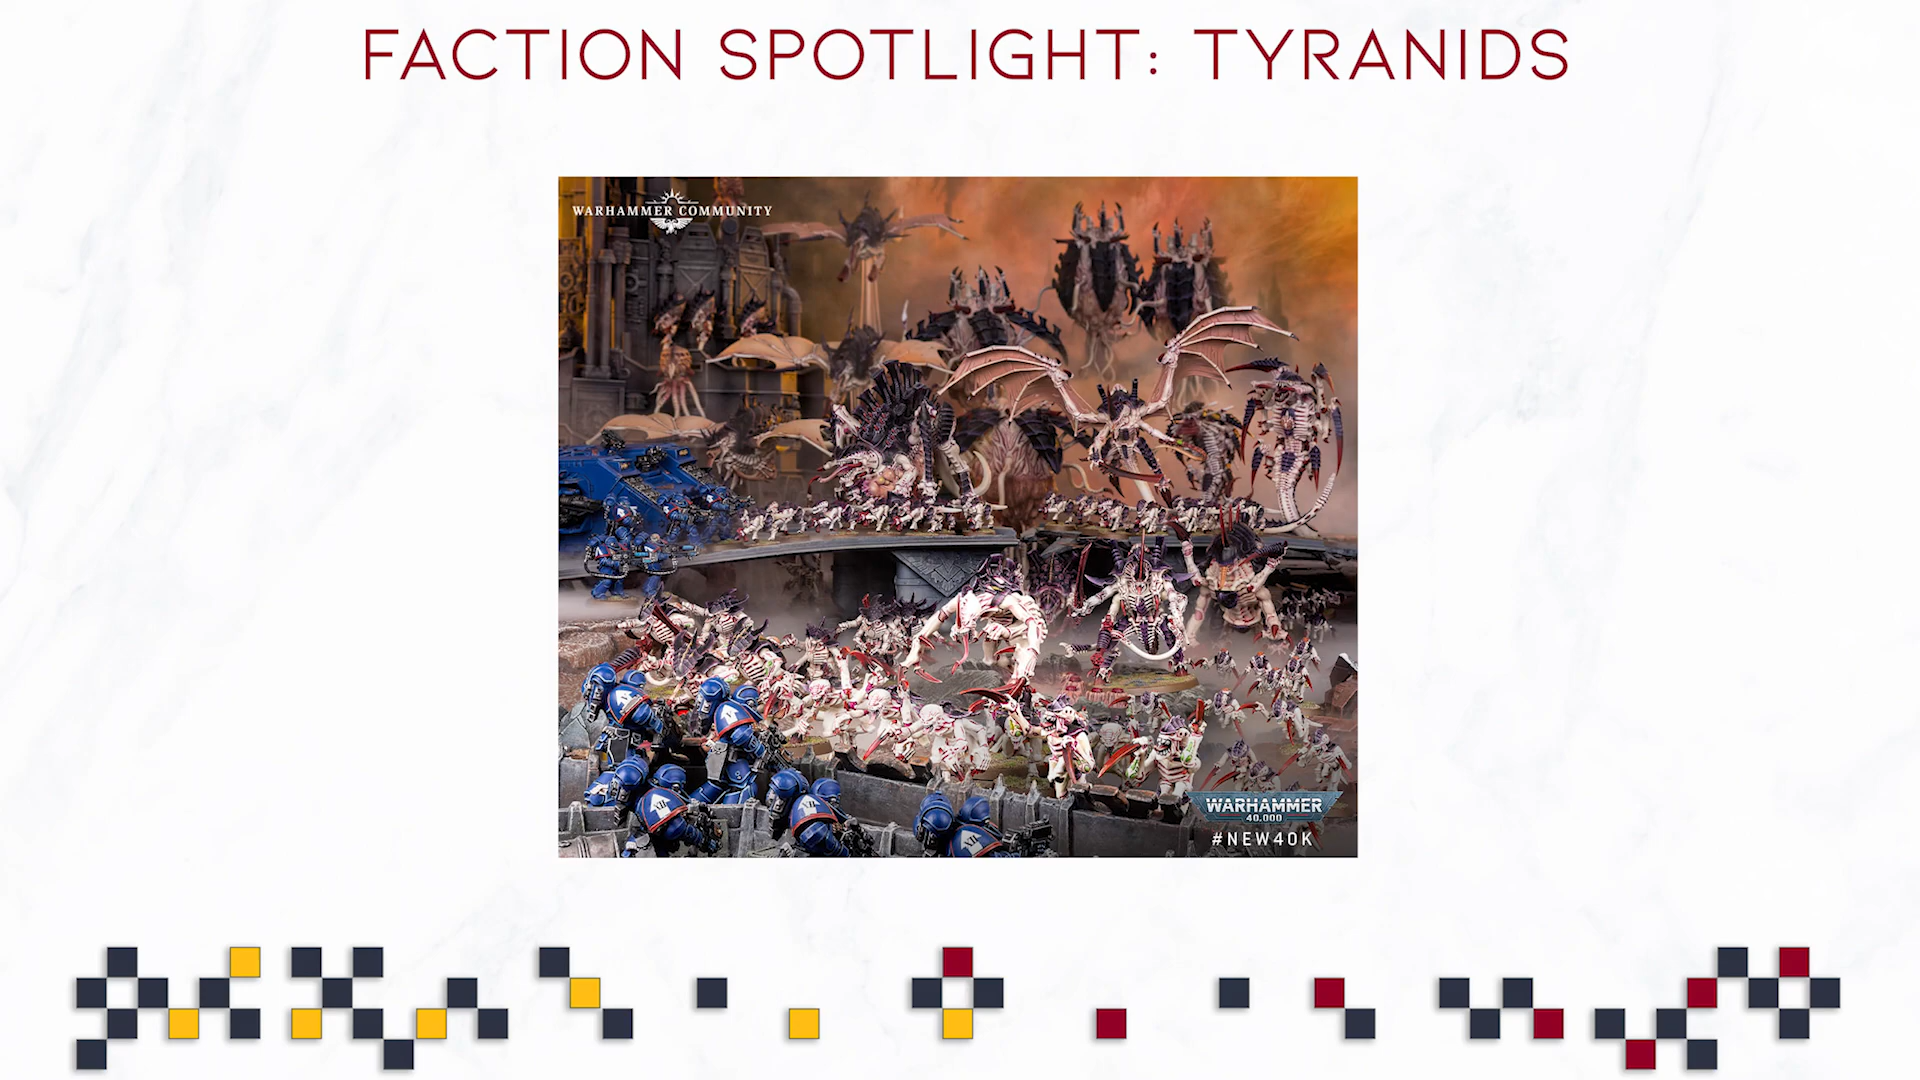 FACTION SPOTLIGHT: TYRANIDS
WARHAMMER COMMUNITY
WARHAMMER
40,000
#NEW40K